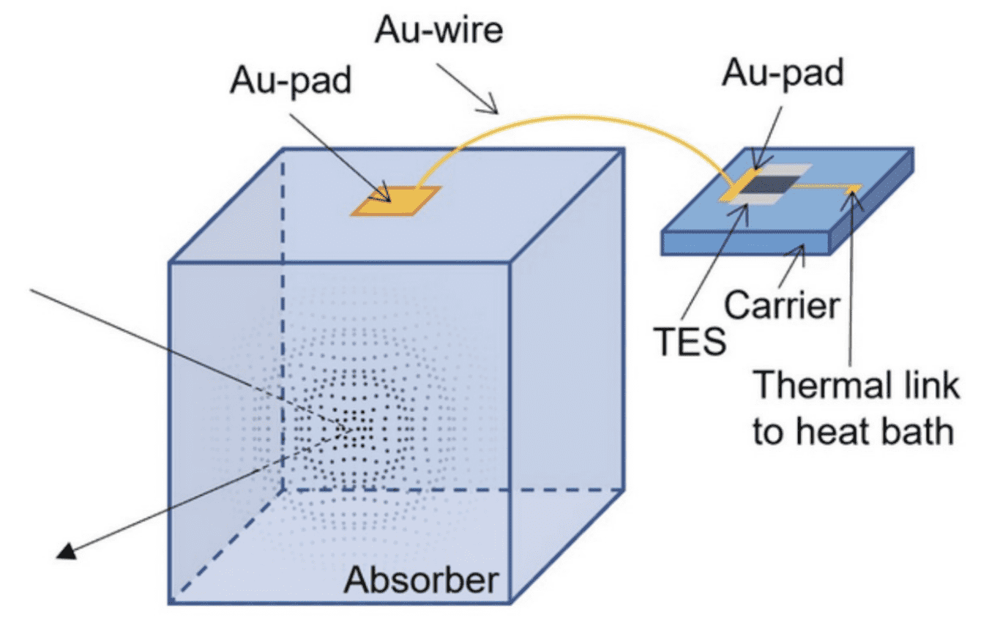 Au-wire
Au-pad
Au-pad
Carrier
TES
Thermal link
to heat bath
Absorber